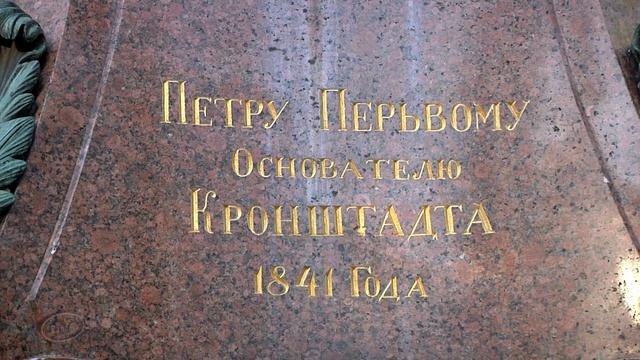 Петру Перьвому
Основателю
Кронштадта
1841 Года